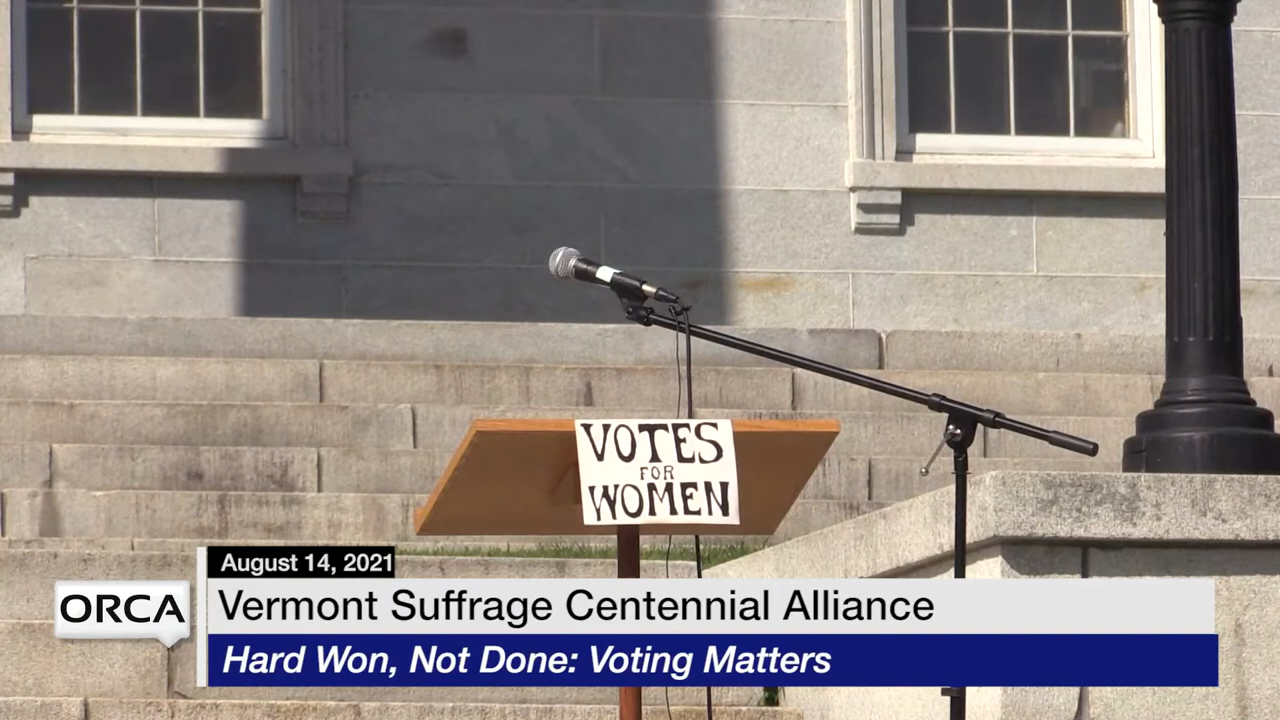 VOTES
FOR
WOMEN
August 14, 2021
ORCA
Vermont Suffrage Centennial Alliance
Hard Won, Not Done: Voting Matters